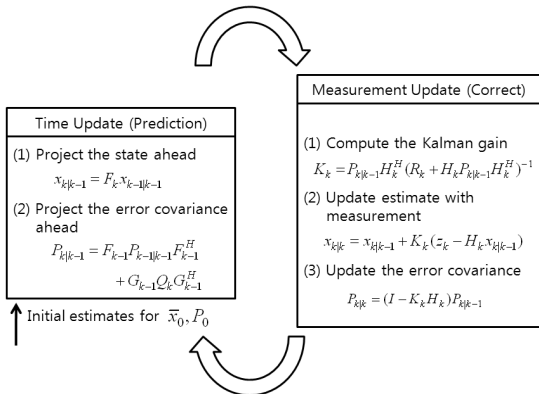 Time Update (Prediction)
(1) Project the state ahead
x_{k|k-1} = F_k x_{k-1|k-1}
(2) Project the error covariance
ahead
P_{k|k-1} = F_{k-1} P_{k-1|k-1} F_{k-1}^H
+ G_{k-1} Q_k G_{k-1}^H
Initial estimates for x̄_0, P_0
Measurement Update (Correct)
(1) Compute the Kalman gain
K_k = P_{k|k-1} H_k^H (R_k + H_k P_{k|k-1} H_k^H)^{-1}
(2) Update estimate with
measurement
x_{k|k} = x_{k|k-1} + K_k (z_k - H_k x_{k|k-1})
(3) Update the error covariance
P_{k|k} = (I - K_k H_k) P_{k|k-1}